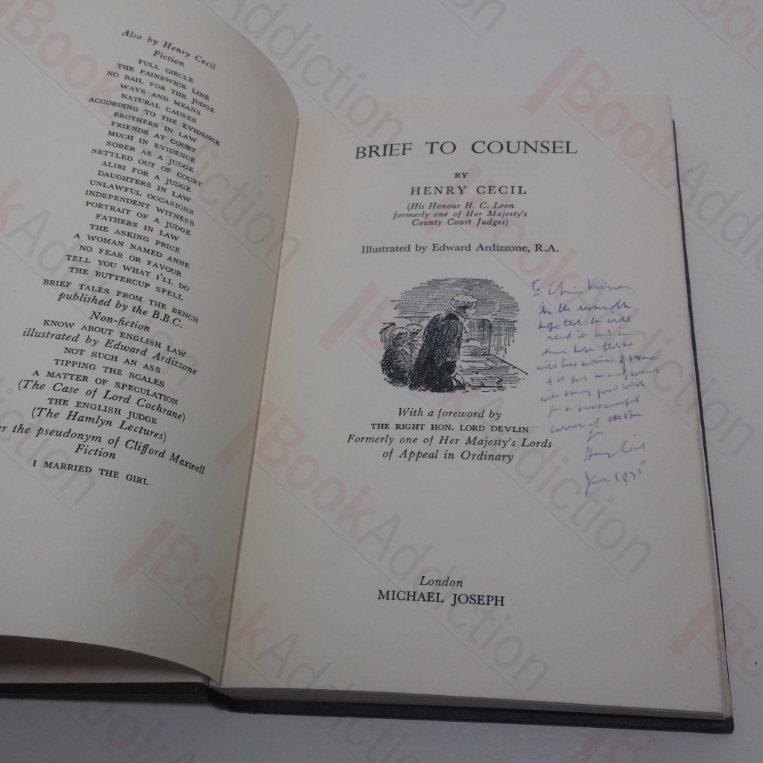 Also by Henry Cecil
Fiction
FULL CIRCLE
THE PAINSWICK LINE
NO BAIL FOR THE JUDGE
WAYS AND MEANS
NATURAL CAUSES
ACCORDING TO THE EVIDENCE
BROTHERS IN LAW
FRIENDS AT COURT
MUCH IN EVIDENCE
SOBER AS A JUDGE
SETTLED OUT OF COURT
ALIBI FOR A JUDGE
DAUGHTERS IN LAW
UNLAWFUL OCCASIONS
INDEPENDENT WITNESS
PORTRAIT OF A JUDGE
FATHERS IN LAW
THE ASKING PRICE
A WOMAN NAMED ANNE
NO FEAR OR FAVOUR
TELL YOU WHAT I'LL DO
THE BUTTERCUP SPELL
BRIEF TALES FROM THE BENCH
published by the B.B.C.
Non-fiction
KNOW ABOUT ENGLISH LAW
illustrated by Edward Ardizzone
NOT SUCH AN ASS
TIPPING THE SCALES
A MATTER OF SPECULATION
(The Case of Lord Cochrane)
THE ENGLISH JUDGE
(The Hamlyn Lectures)
the pseudonym of Clifford Maxwell
Fiction
I MARRIED THE GIRL
BRIEF TO COUNSEL
BY
HENRY CECIL
(His Honour H. C. Leon
formerly one of Her Majesty's
County Court Judges)
Illustrated by Edward Ardizzone, R.A.
To
read it and
With a foreword by
THE RIGHT HON. LORD DEVLIN
Formerly one of Her Majesty's Lords
of Appeal in Ordinary
London
MICHAEL JOSEPH
BookAddiction